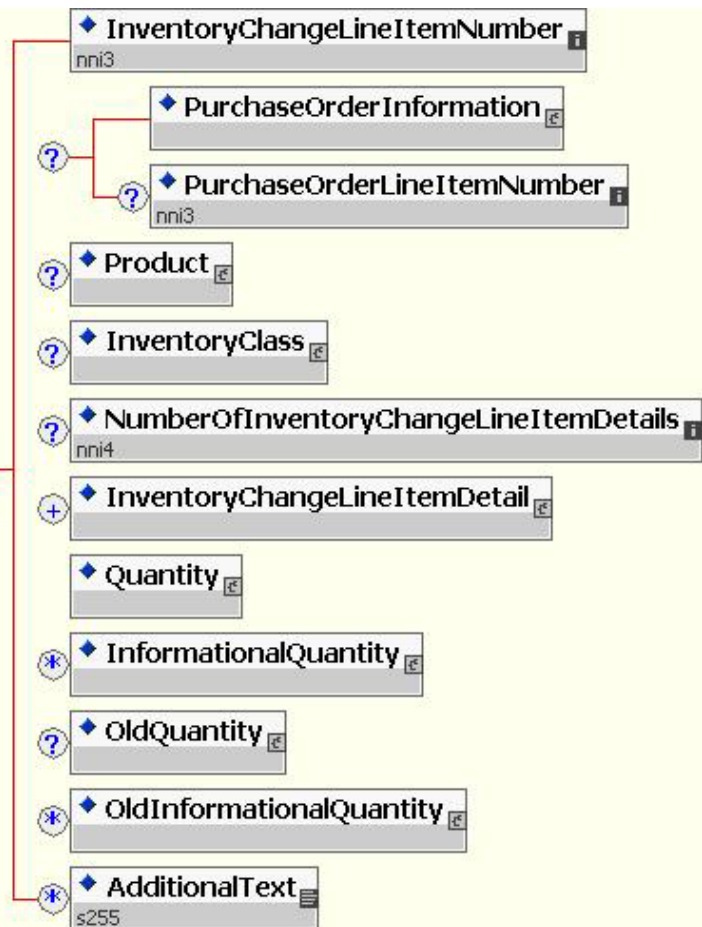 InventoryChangeLineItemNumber
nni3
PurchaseOrderInformation
?
? PurchaseOrderLineItemNumber
nni3
? Product
? InventoryClass
? NumberOfInventoryChangeLineItemDetails
nni4
+ InventoryChangeLineItemDetail
Quantity
* InformationalQuantity
? OldQuantity
* OldInformationalQuantity
* AdditionalText
s255